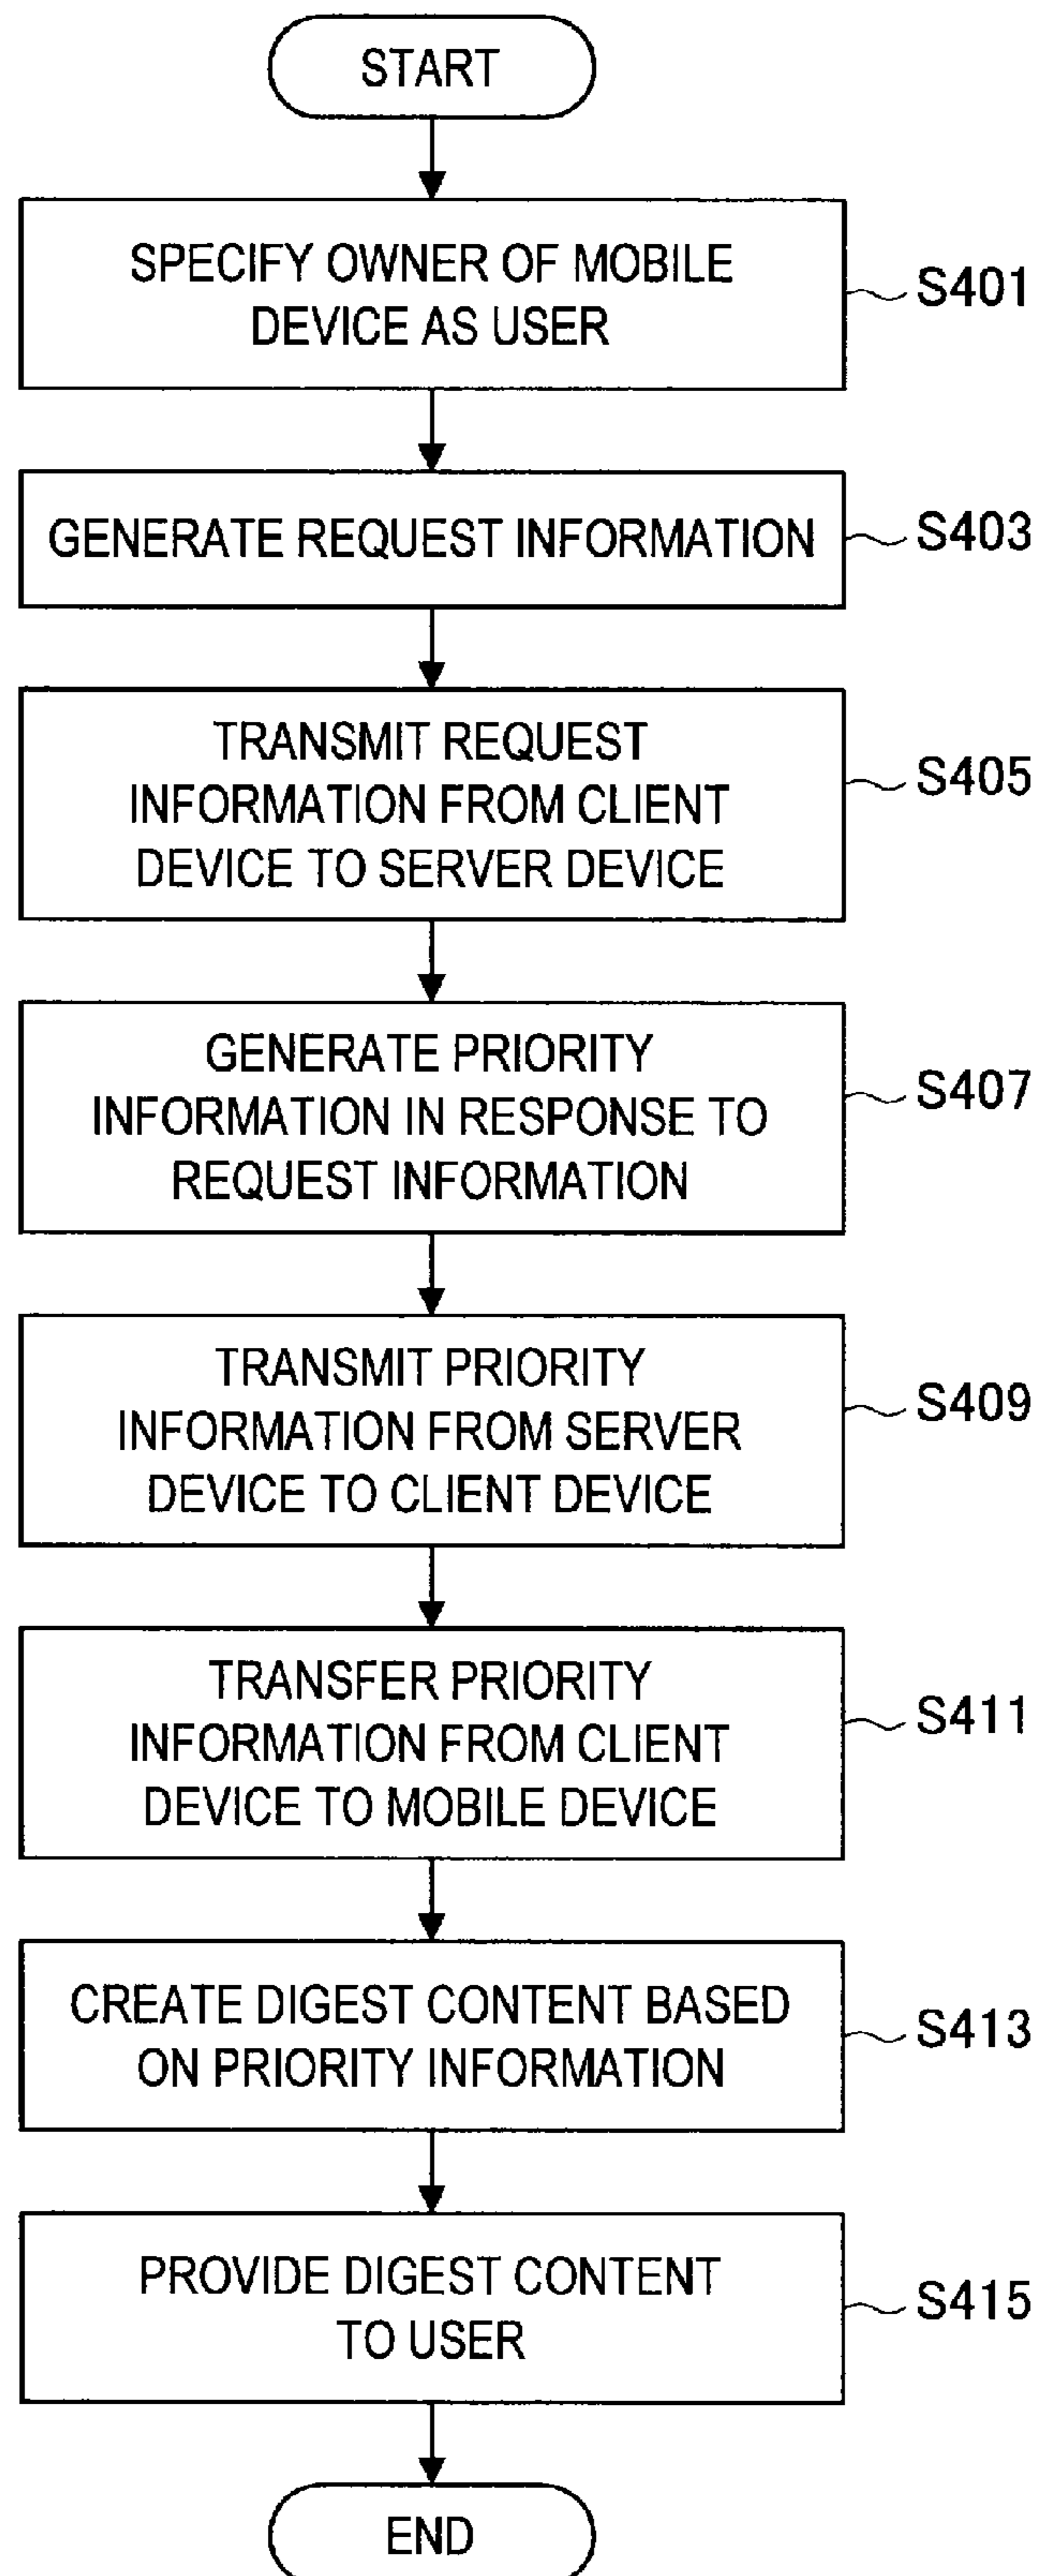 START
SPECIFY OWNER OF MOBILE
DEVICE AS USER
S401
GENERATE REQUEST INFORMATION
S403
TRANSMIT REQUEST
INFORMATION FROM CLIENT
DEVICE TO SERVER DEVICE
S405
GENERATE PRIORITY
INFORMATION IN RESPONSE TO
REQUEST INFORMATION
S407
TRANSMIT PRIORITY
INFORMATION FROM SERVER
DEVICE TO CLIENT DEVICE
S409
TRANSFER PRIORITY
INFORMATION FROM CLIENT
DEVICE TO MOBILE DEVICE
S411
CREATE DIGEST CONTENT BASED
ON PRIORITY INFORMATION
S413
PROVIDE DIGEST CONTENT
TO USER
S415
END